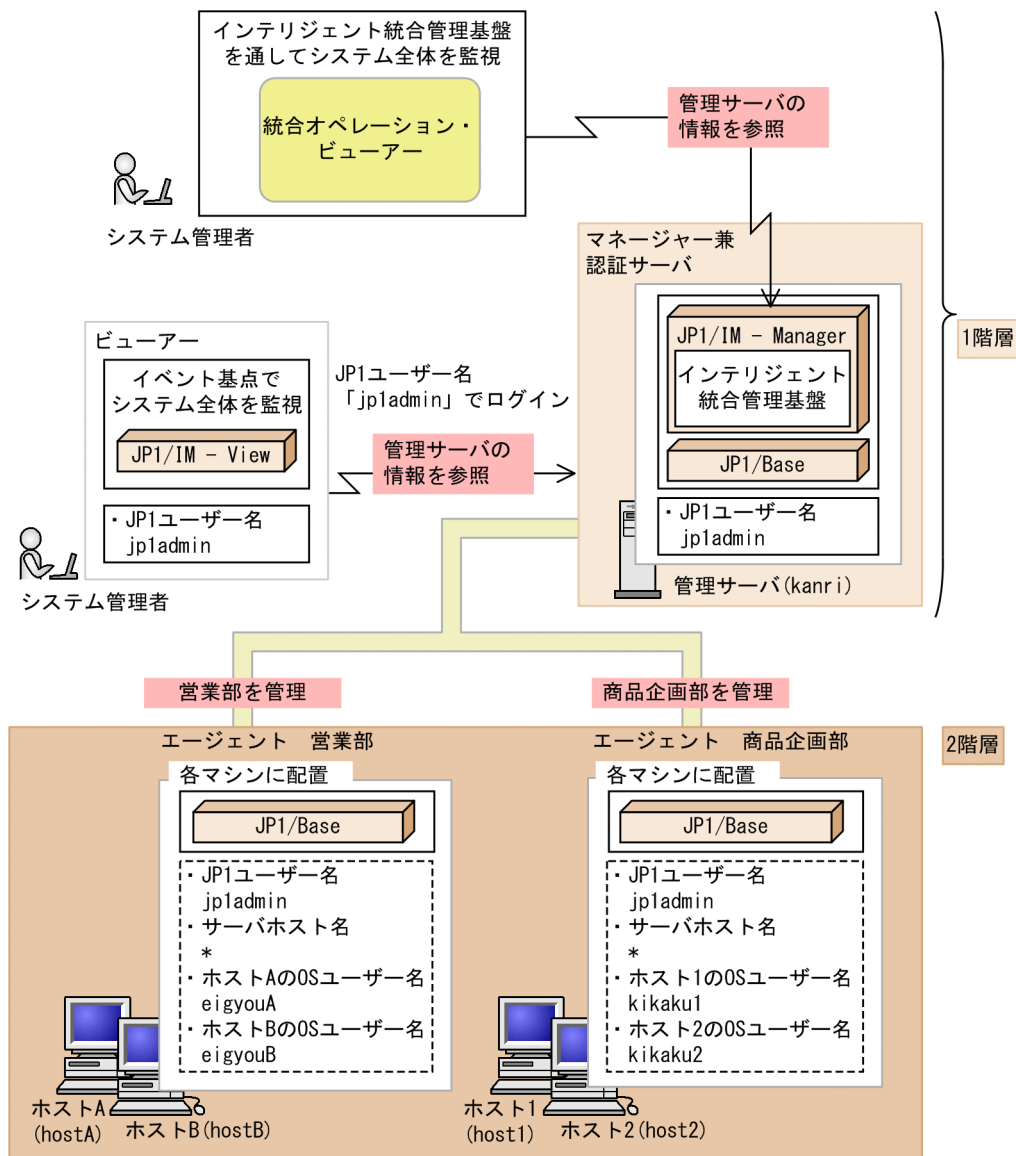 インテリジェント統合管理基盤
を通してシステム全体を監視
統合オペレーション・
ビューアー
管理サーバの
情報を参照
システム管理者
マネージャー兼
認証サーバ
JP1/IM − Manager
インテリジェント
統合管理基盤
JP1/Base
・JP1ユーザー名
jp1admin
管理サーバ(kanri)
1階層
ビューアー
イベント基点で
システム全体を監視
JP1/IM − View
・JP1ユーザー名
jp1admin
システム管理者
JP1ユーザー名
「jp1admin」でログイン
管理サーバの
情報を参照
営業部を管理
商品企画部を管理
2階層
エージェント 営業部
各マシンに配置
JP1/Base
・JP1ユーザー名
jp1admin
・サーバホスト名
*
・ホストAのOSユーザー名
eigyouA
・ホストBのOSユーザー名
eigyouB
ホストA
(hostA)
ホストB(hostB)
エージェント 商品企画部
各マシンに配置
JP1/Base
・JP1ユーザー名
jp1admin
・サーバホスト名
*
・ホスト1のOSユーザー名
kikaku1
・ホスト2のOSユーザー名
kikaku2
ホスト1
(host1)
ホスト2(host2)